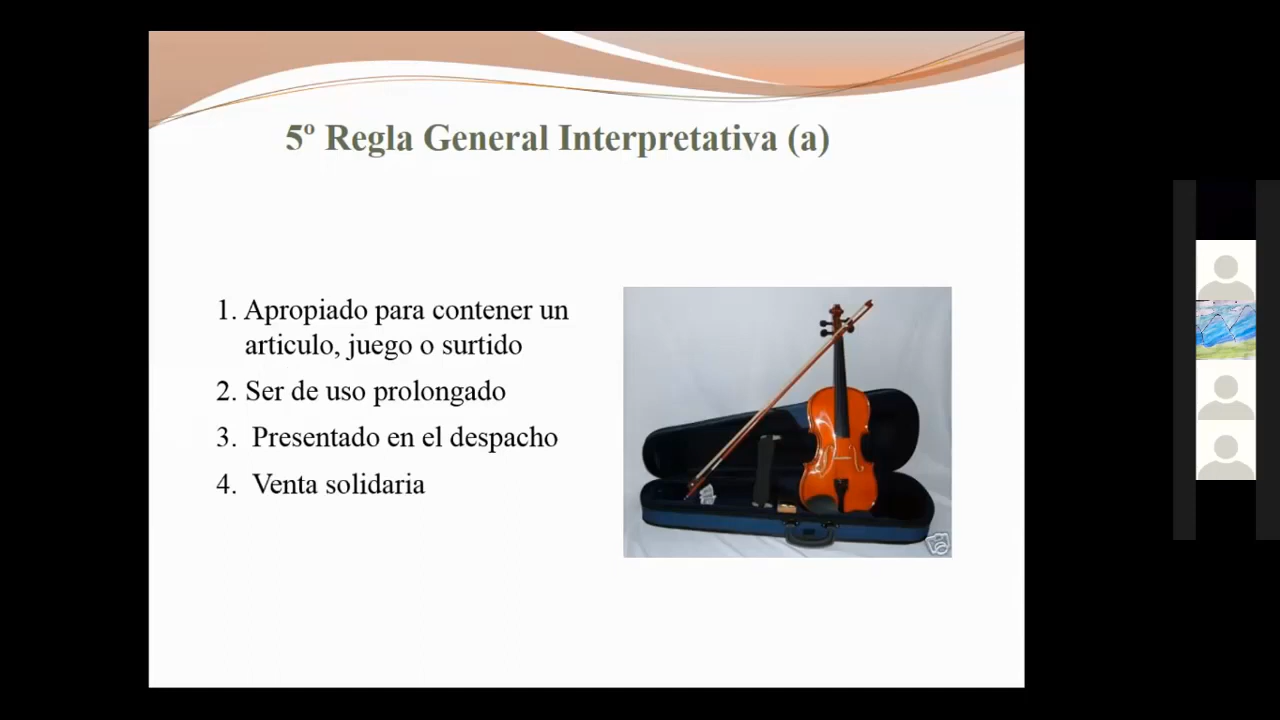 5º Regla General Interpretativa (a)
1. Apropiado para contener un
articulo, juego o surtido
2. Ser de uso prolongado
3. Presentado en el despacho
4. Venta solidaria